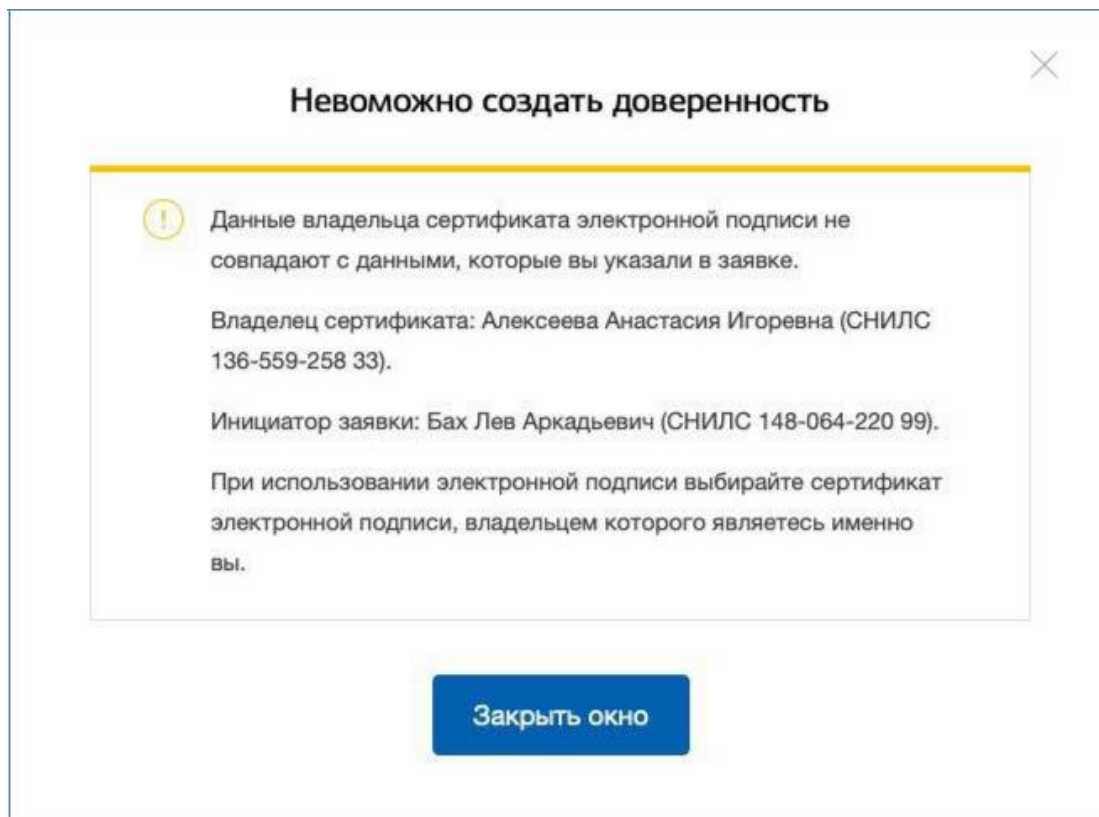 Невоможно создать доверенность
Данные владельца сертификата электронной подписи не
совпадают с данными, которые вы указали в заявке.
Владелец сертификата: Алексеева Анастасия Игоревна (СНИЛС
136-559-258 33).
Инициатор заявки: Бах Лев Аркадьевич (СНИЛС 148-064-220 99).
При использовании электронной подписи выбирайте сертификат
электронной подписи, владельцем которого являетесь именно
вы.
Закрыть окно